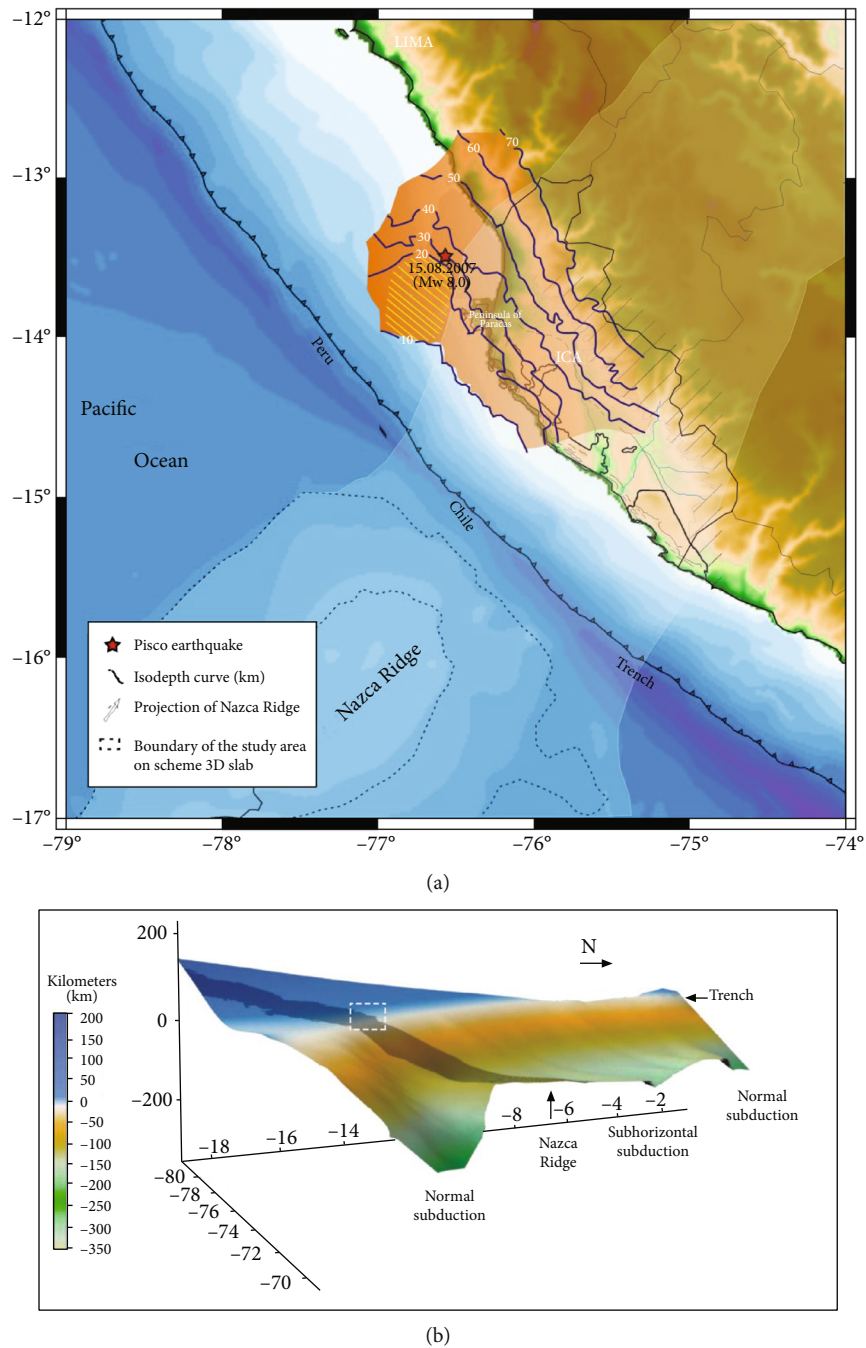 −12°
−13°
−14°
−15°
−16°
−17°
−79°
−78°
−77°
−76°
−75°
−74°
LIMA
70
60
50
40
30
20
15.08.2007
(Mw 8.0)
Peninsula of
Paracas
10
ICA
Peru
Chile
Trench
Pacific
Ocean
Nazca Ridge
Pisco earthquake
Isodepth curve (km)
Projection of Nazca Ridge
Boundary of the study area
on scheme 3D slab
(a)
Kilometers
(km)
200
150
100
50
0
−50
−100
−150
−200
−250
−300
−350
200
0
−200
N
Trench
−18
−16
−14
−8
−6
−4
−2
−80
−78
−76
−74
−72
−70
Normal
subduction
Nazca
Ridge
Subhorizontal
subduction
Normal
subduction
(b)